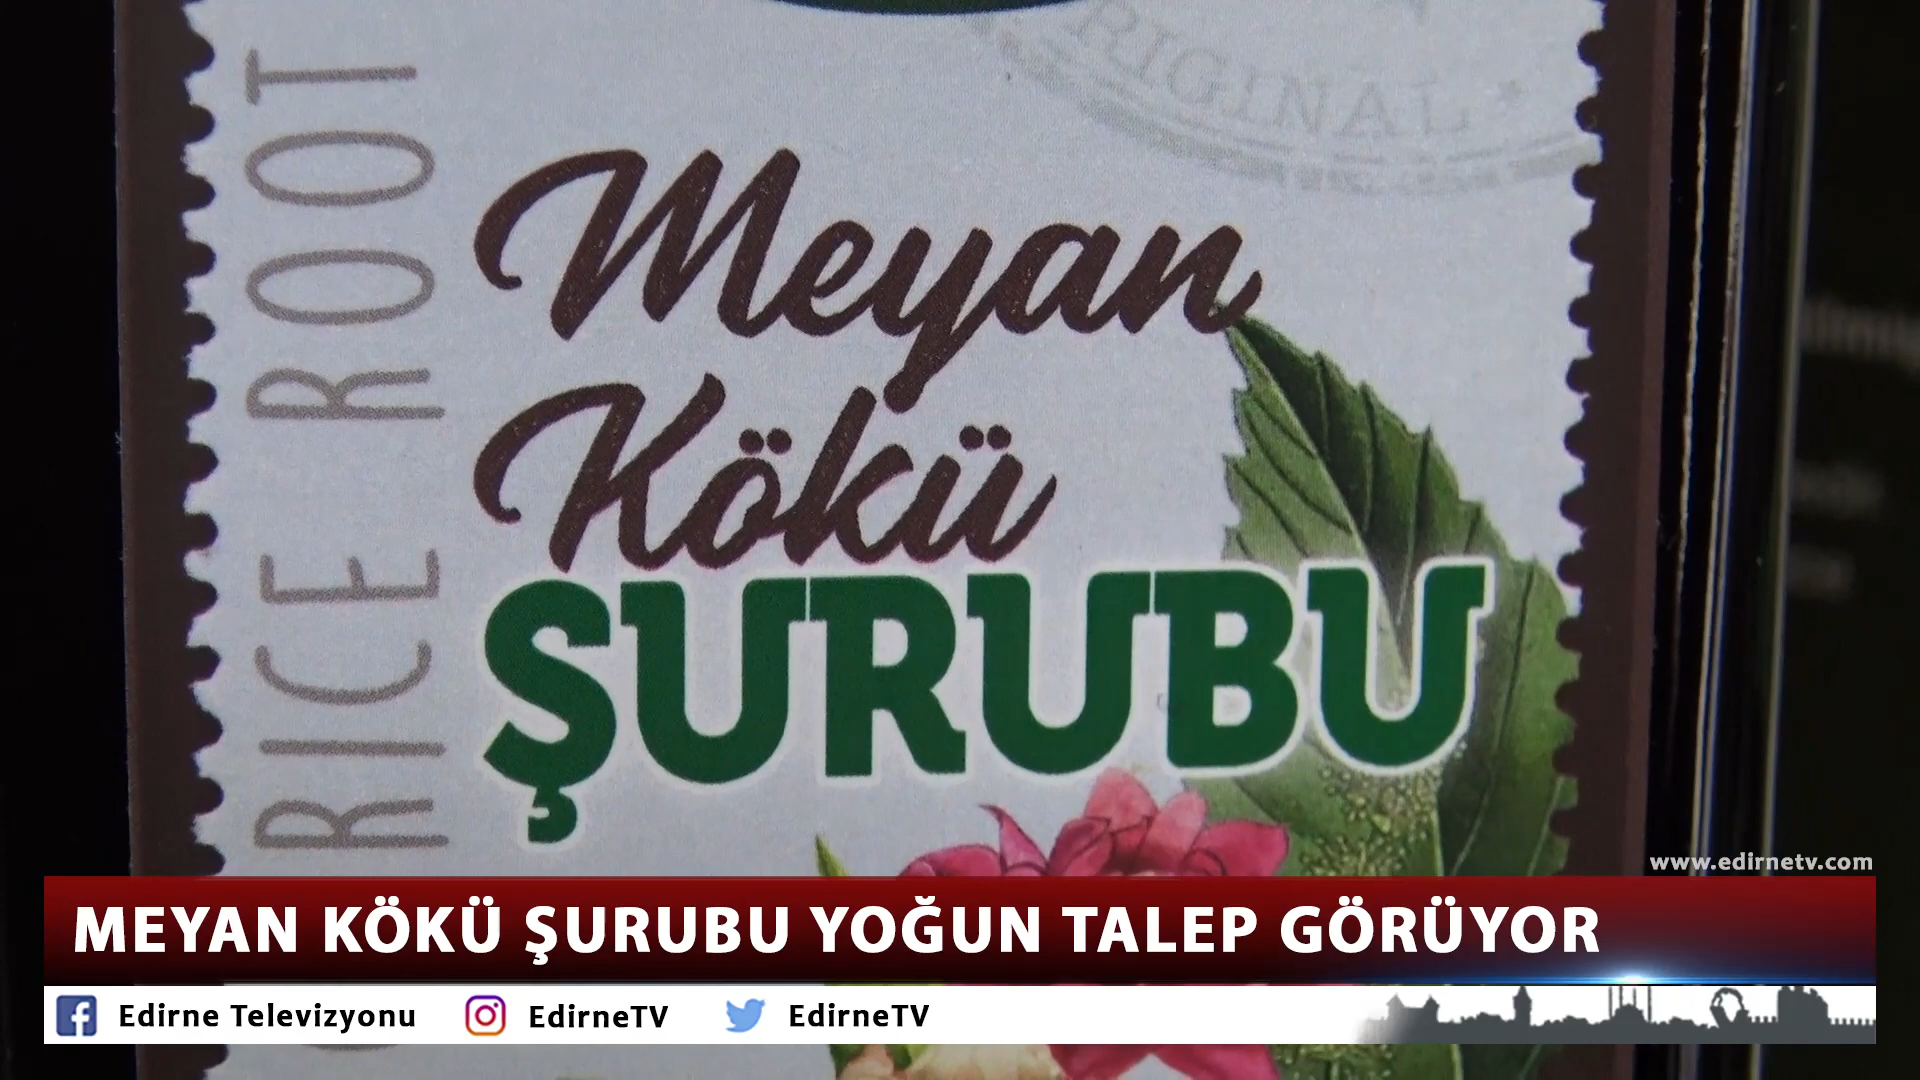 RIGINAL
RICE ROOT
Meyan
Kökü
ŞURUBU
www.edirnetv.com
MEYAN KÖKÜ ŞURUBU YOĞUN TALEP GÖRÜYOR
Edirne Televizyonu EdirneTV EdirneTV